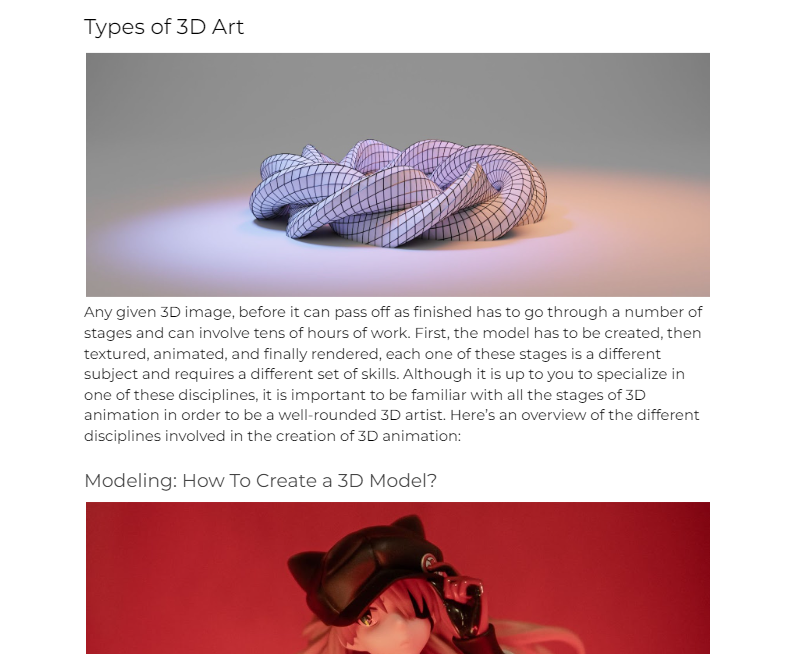 Types of 3D Art
Any given 3D image, before it can pass off as finished has to go through a number of
stages and can involve tens of hours of work. First, the model has to be created, then
textured, animated, and finally rendered, each one of these stages is a different
subject and requires a different set of skills. Although it is up to you to specialize in
one of these disciplines, it is important to be familiar with all the stages of 3D
animation in order to be a well-rounded 3D artist. Here’s an overview of the different
disciplines involved in the creation of 3D animation:
Modeling: How To Create a 3D Model?